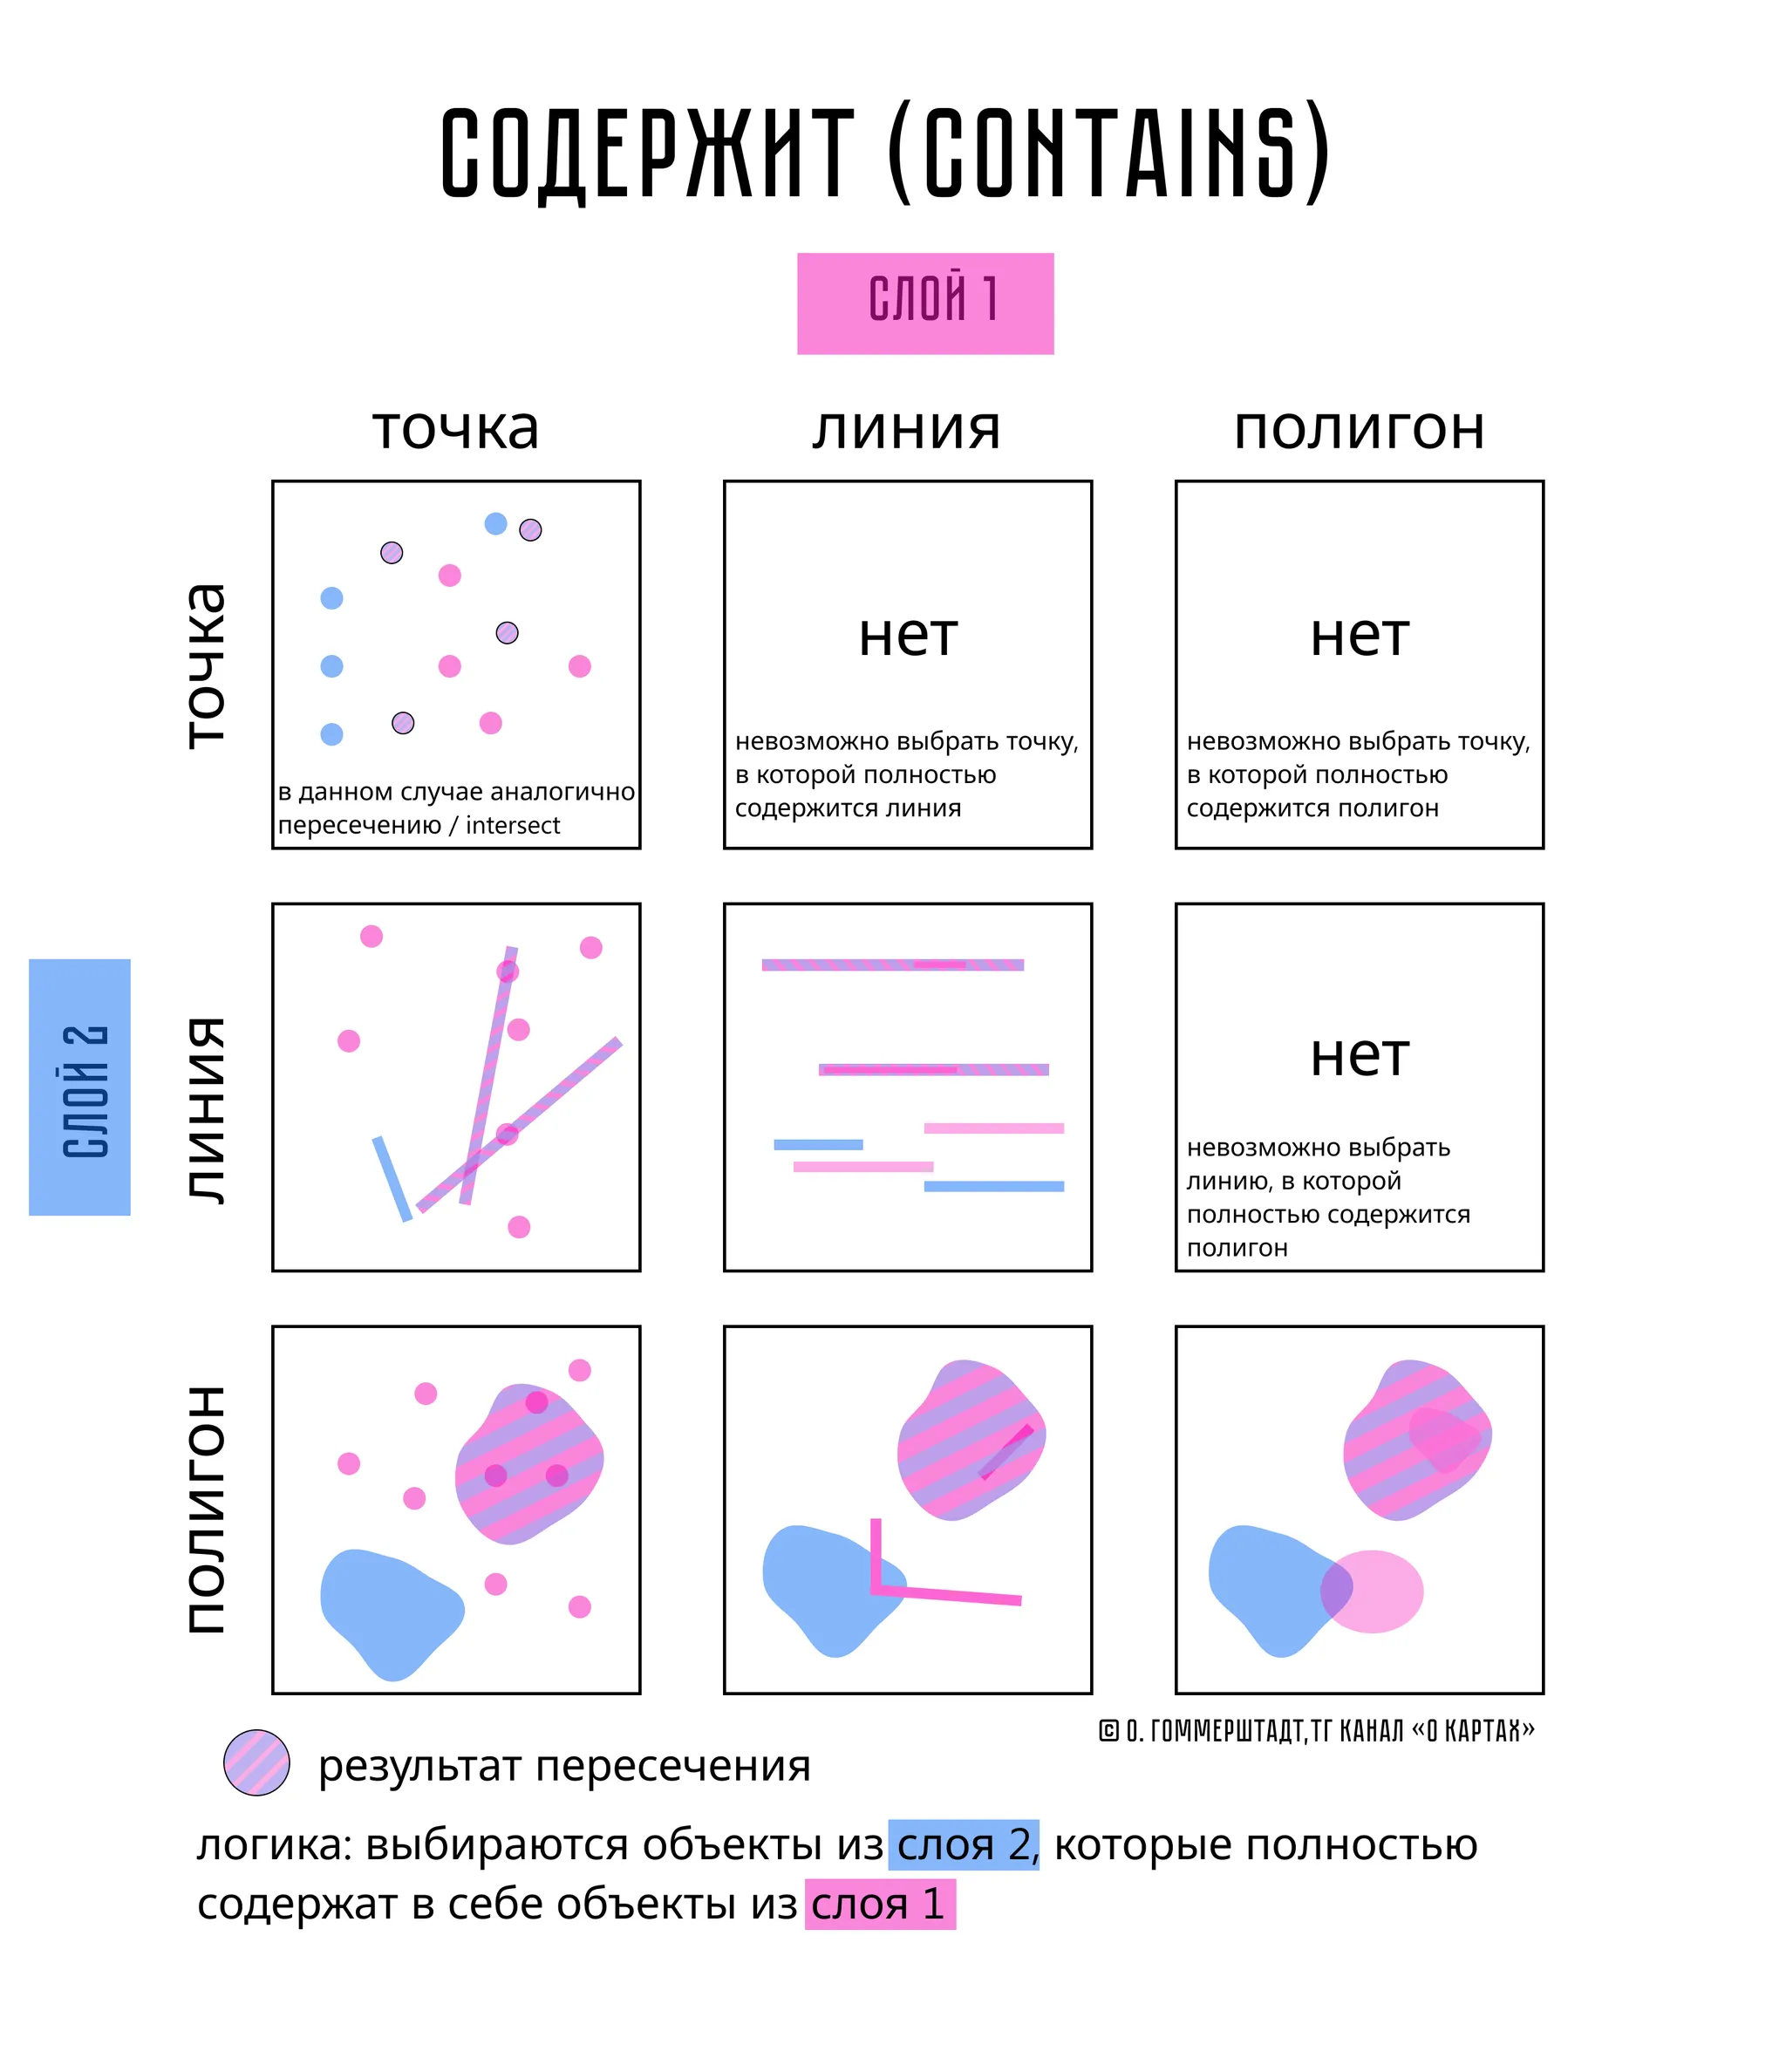 СОДЕРЖИТ (CONTAINS)
СЛОЙ 1
точка
линия
полигон
точка
в данном случае аналогично
пересечению / intersect
нет
невозможно выбрать точку,
в которой полностью
содержится линия
нет
невозможно выбрать точку,
в которой полностью
содержится полигон
СЛОЙ 2
линия
нет
невозможно выбрать
линию, в которой
полностью содержится
полигон
полигон
© О. ГОММЕРШТАДТ,ТГ КАНАЛ «О КАРТАХ»
результат пересечения
логика: выбираются объекты из слоя 2, которые полностью
содержат в себе объекты из слоя 1